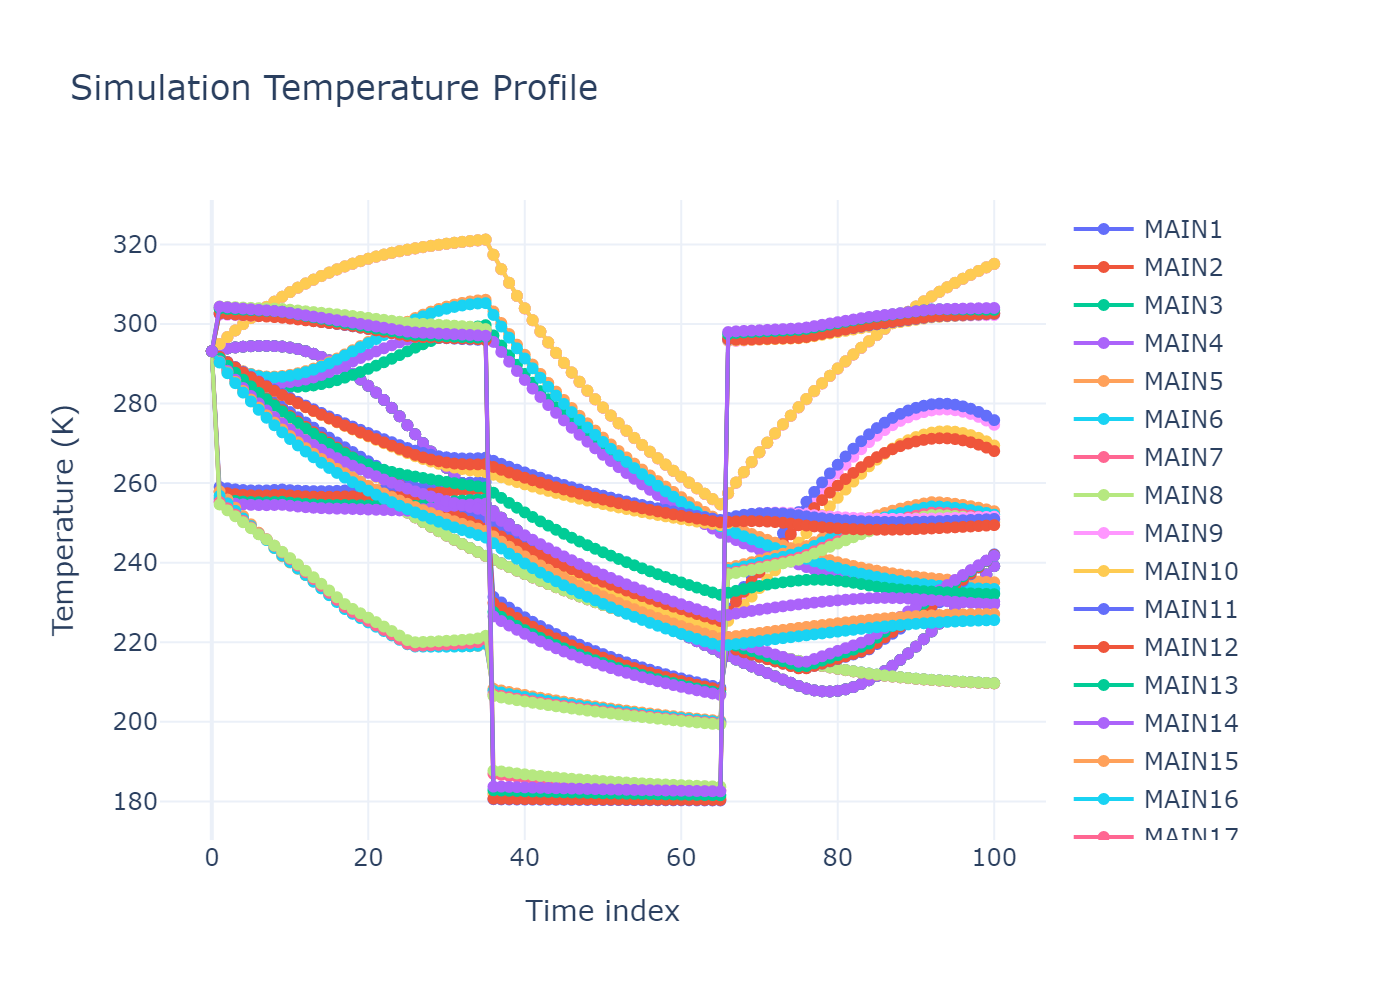 Simulation Temperature Profile
Temperature (K)
320
300
280
260
240
220
200
180
0 20 40 60 80 100
Time index
MAIN1
MAIN2
MAIN3
MAIN4
MAIN5
MAIN6
MAIN7
MAIN8
MAIN9
MAIN10
MAIN11
MAIN12
MAIN13
MAIN14
MAIN15
MAIN16
MAIN17